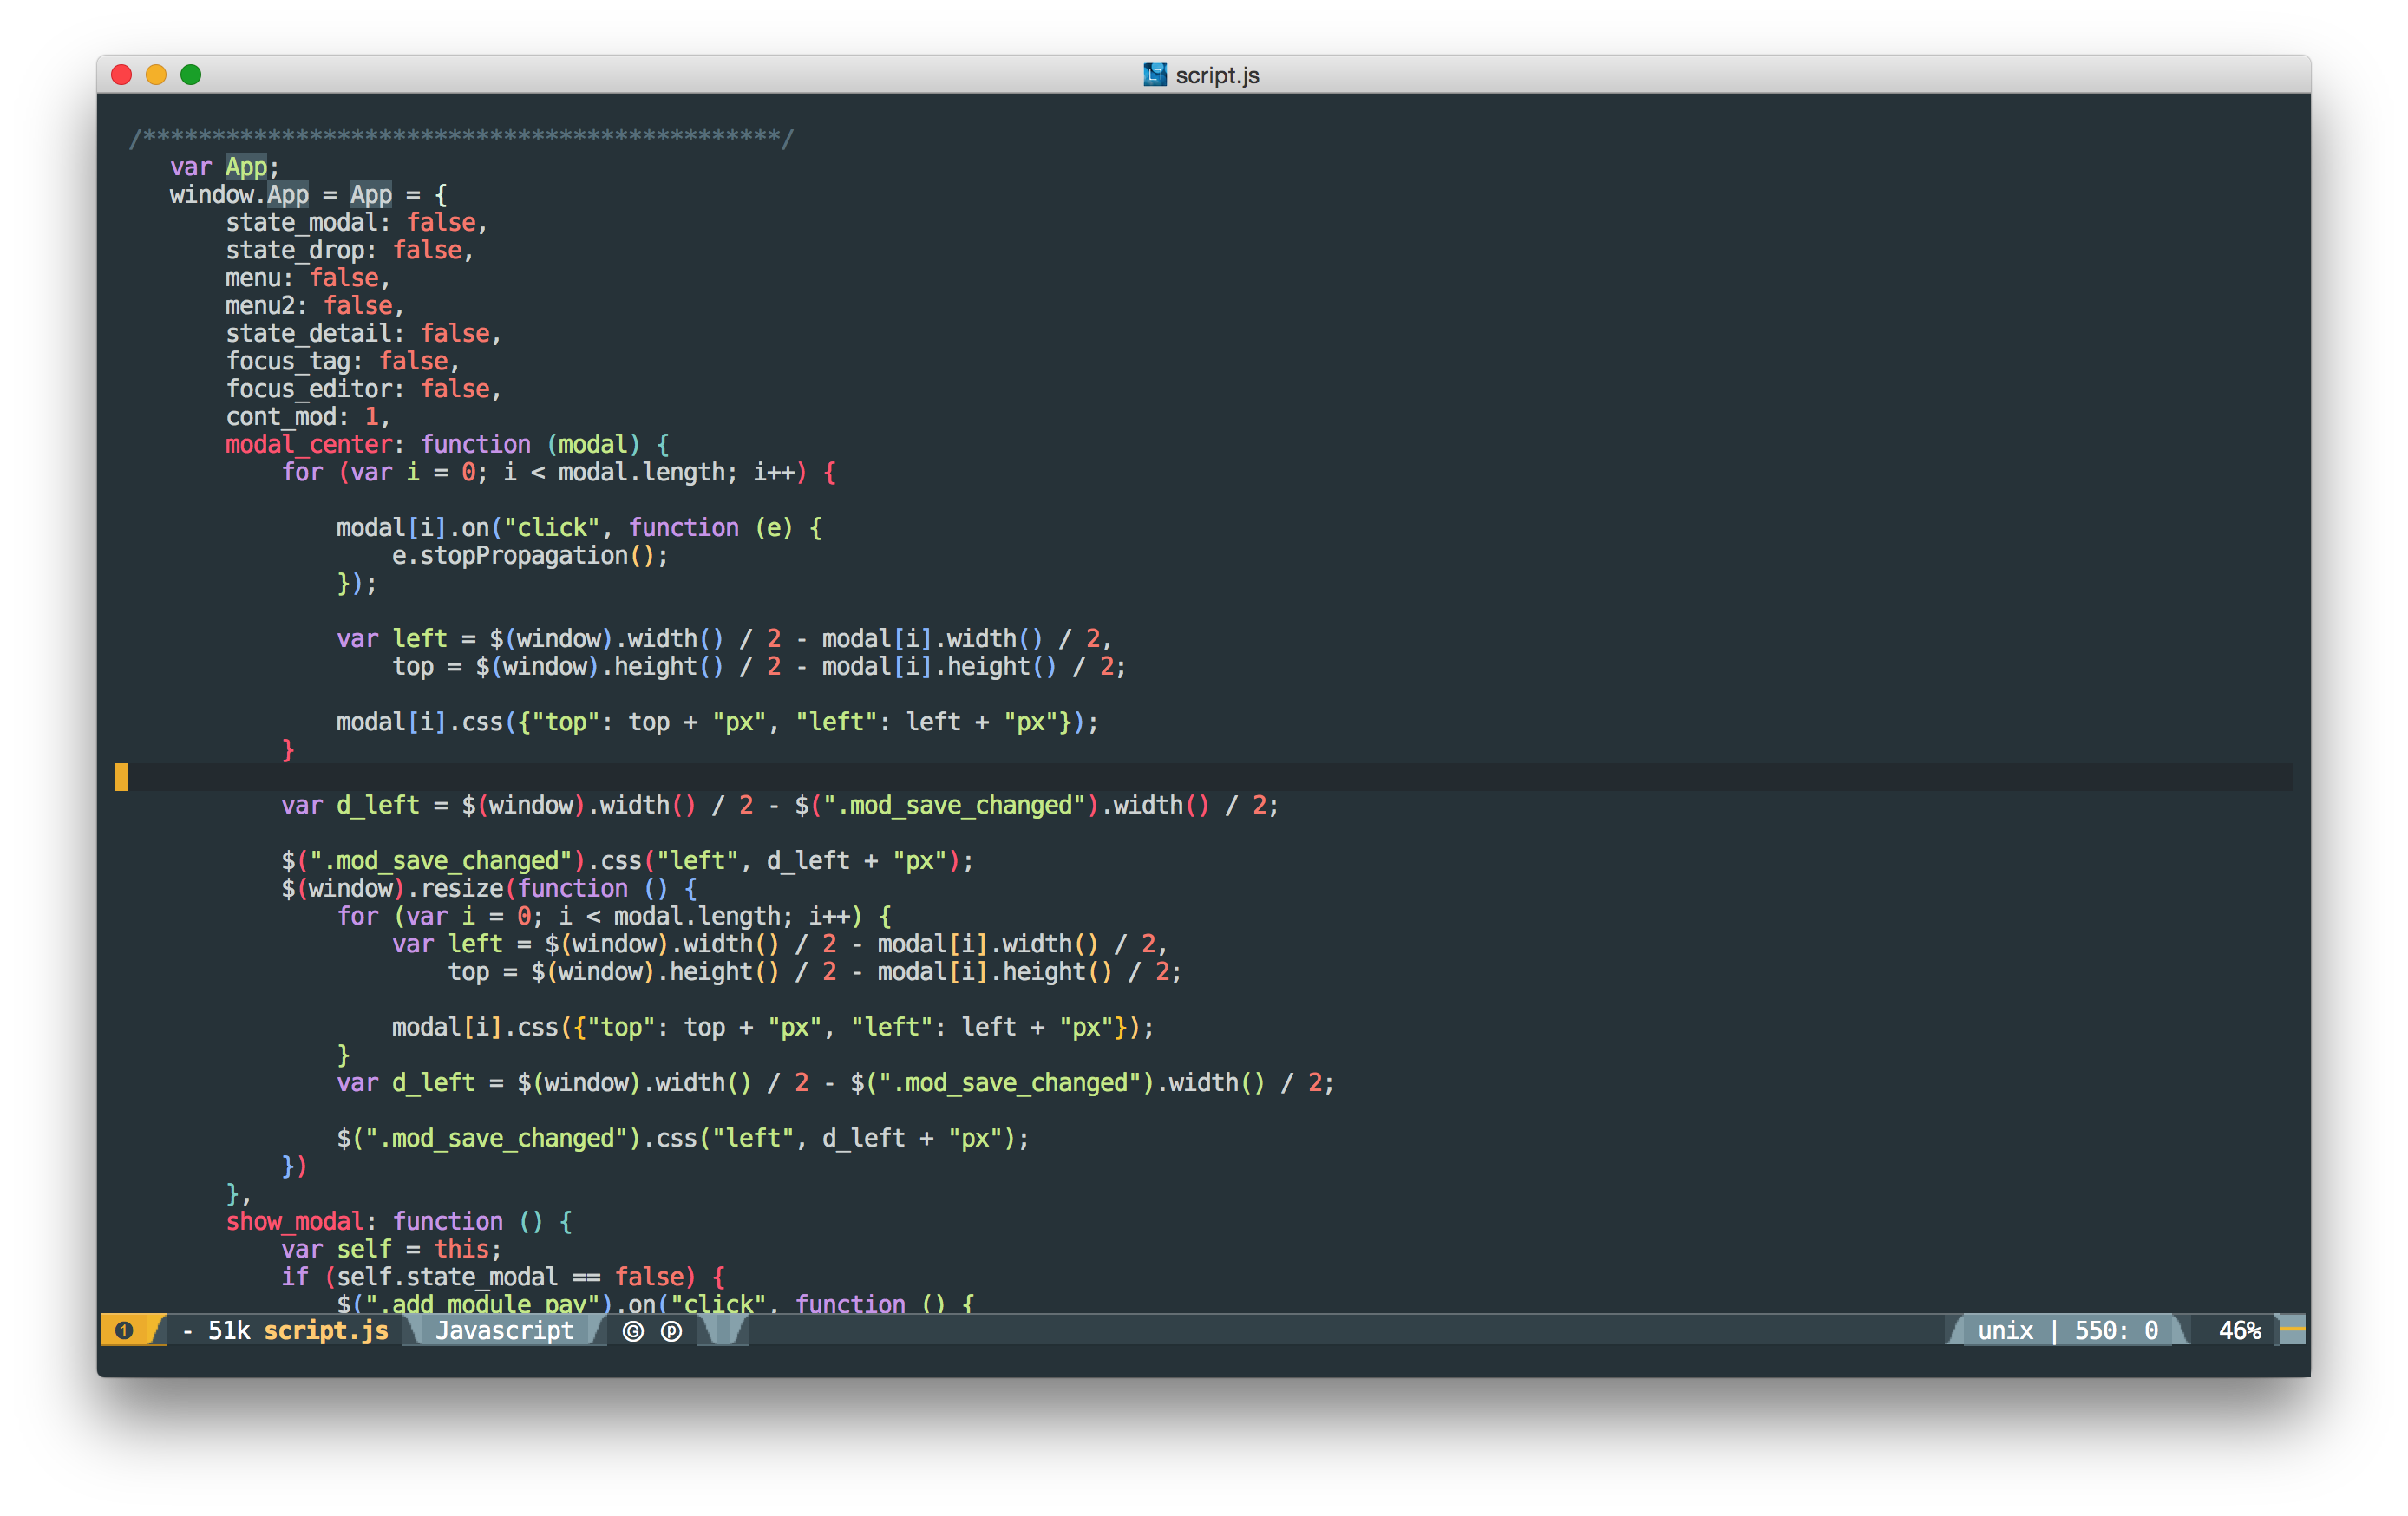 script.js
/**********************************************/
var App;
window.App = App = {
state_modal: false,
state_drop: false,
menu: false,
menu2: false,
state_detail: false,
focus_tag: false,
focus_editor: false,
cont_mod: 1,
modal_center: function (modal) {
for (var i = 0; i < modal.length; i++) {
modal[i].on("click", function (e) {
e.stopPropagation();
});
var left = $(window).width() / 2 - modal[i].width() / 2,
top = $(window).height() / 2 - modal[i].height() / 2;
modal[i].css({"top": top + "px", "left": left + "px"});
}
var d_left = $(window).width() / 2 - $(".mod_save_changed").width() / 2;
$(".mod_save_changed").css("left", d_left + "px");
$(window).resize(function () {
for (var i = 0; i < modal.length; i++) {
var left = $(window).width() / 2 - modal[i].width() / 2,
top = $(window).height() / 2 - modal[i].height() / 2;
modal[i].css({"top": top + "px", "left": left + "px"});
}
var d_left = $(window).width() / 2 - $(".mod_save_changed").width() / 2;
$(".mod_save_changed").css("left", d_left + "px");
})
},
show_modal: function () {
var self = this;
if (self.state_modal == false) {
$(".add_module_pay").on("click", function () {
❶ - 51k script.js Javascript Ⓖ ⓟ unix | 550: 0 46%